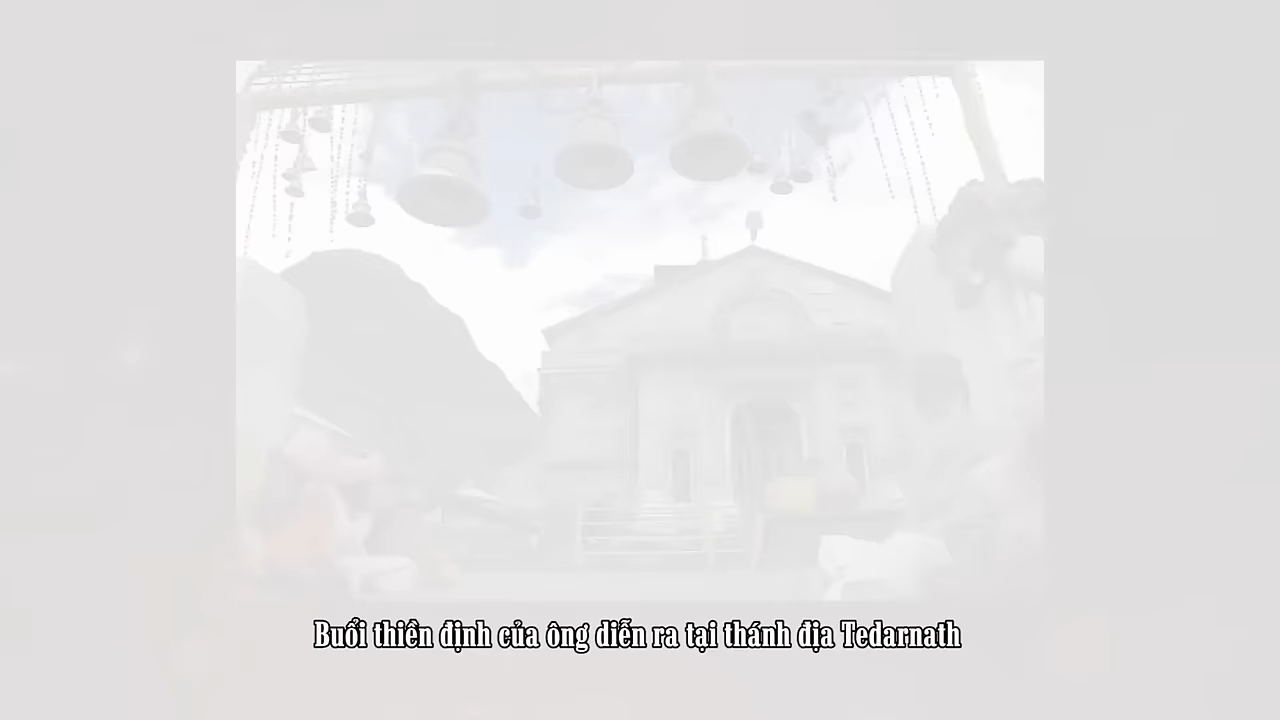 Buổi thiền định của ông diễn ra tại thánh địa Tedarnath